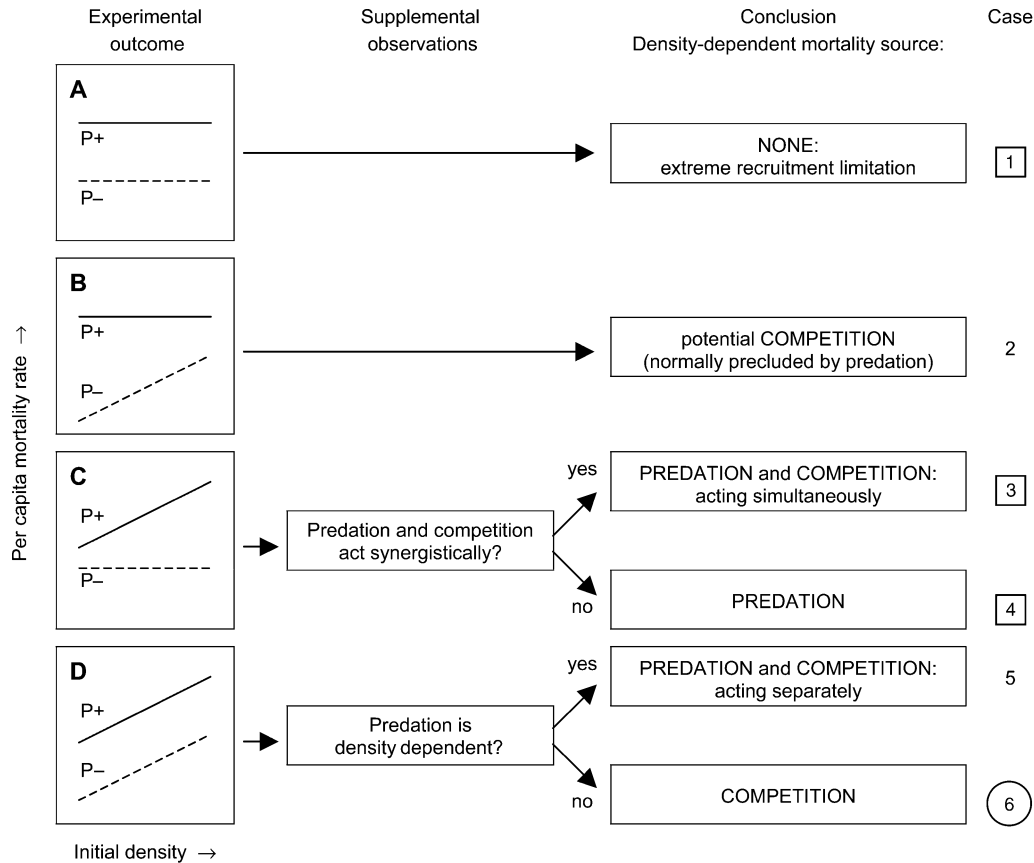 Experimental
outcome
Supplemental
observations
Conclusion
Density-dependent mortality source:
Case
A
P+
P–
NONE:
extreme recruitment limitation
1
B
P+
P–
potential COMPETITION
(normally precluded by predation)
2
C
P+
P–
Predation and competition
act synergistically?
yes
PREDATION and COMPETITION:
acting simultaneously
3
no
PREDATION
4
D
P+
P–
Predation is
density dependent?
yes
PREDATION and COMPETITION:
acting separately
5
no
COMPETITION
6
Per capita mortality rate →
Initial density →